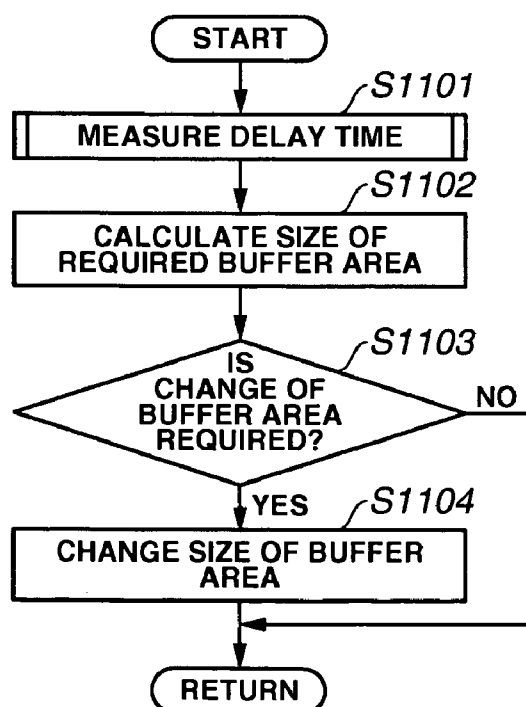 START
S1101
MEASURE DELAY TIME
S1102
CALCULATE SIZE OF
REQUIRED BUFFER AREA
S1103
IS
CHANGE OF
BUFFER AREA
REQUIRED?
NO
YES
S1104
CHANGE SIZE OF BUFFER
AREA
RETURN